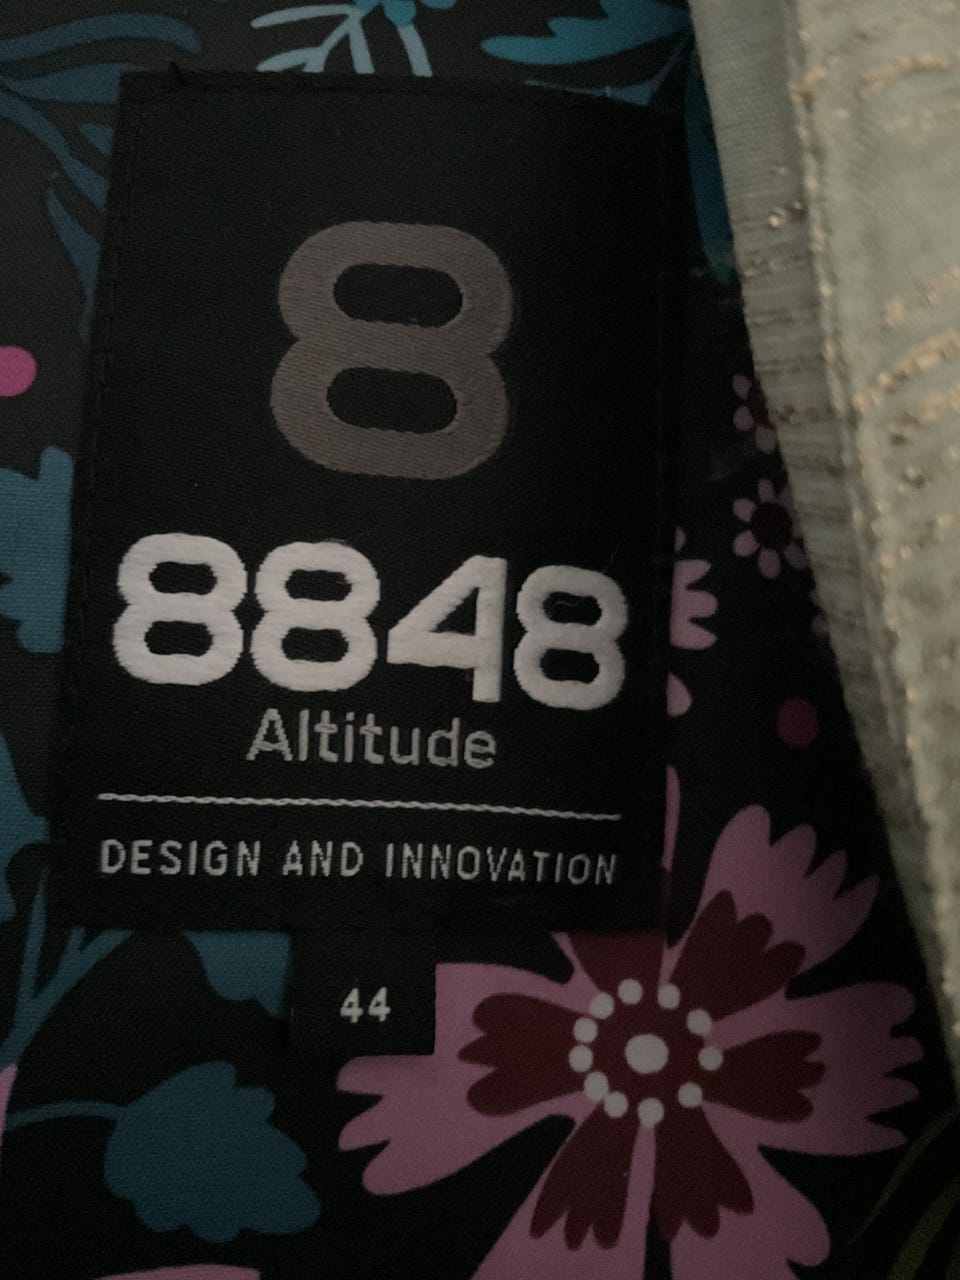 8
8848
Altitude
DESIGN AND INNOVATION
44